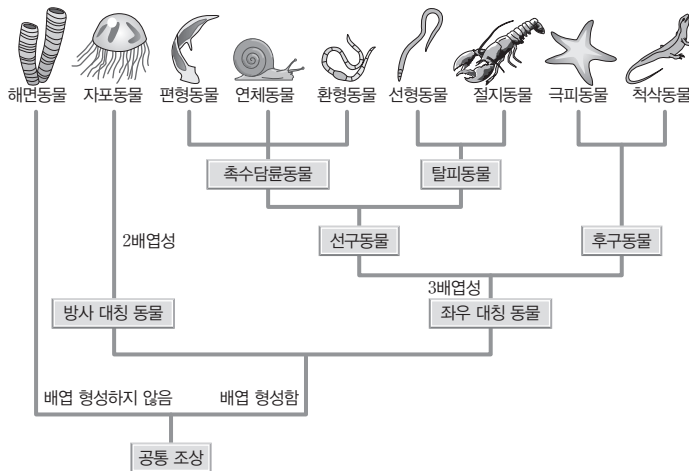 해면동물 자포동물 편형동물 연체동물 환형동물 선형동물 절지동물 극피동물 척삭동물
촉수담륜동물 탈피동물
2배엽성 선구동물 후구동물
3배엽성
방사 대칭 동물 좌우 대칭 동물
배엽 형성하지 않음 배엽 형성함
공통 조상